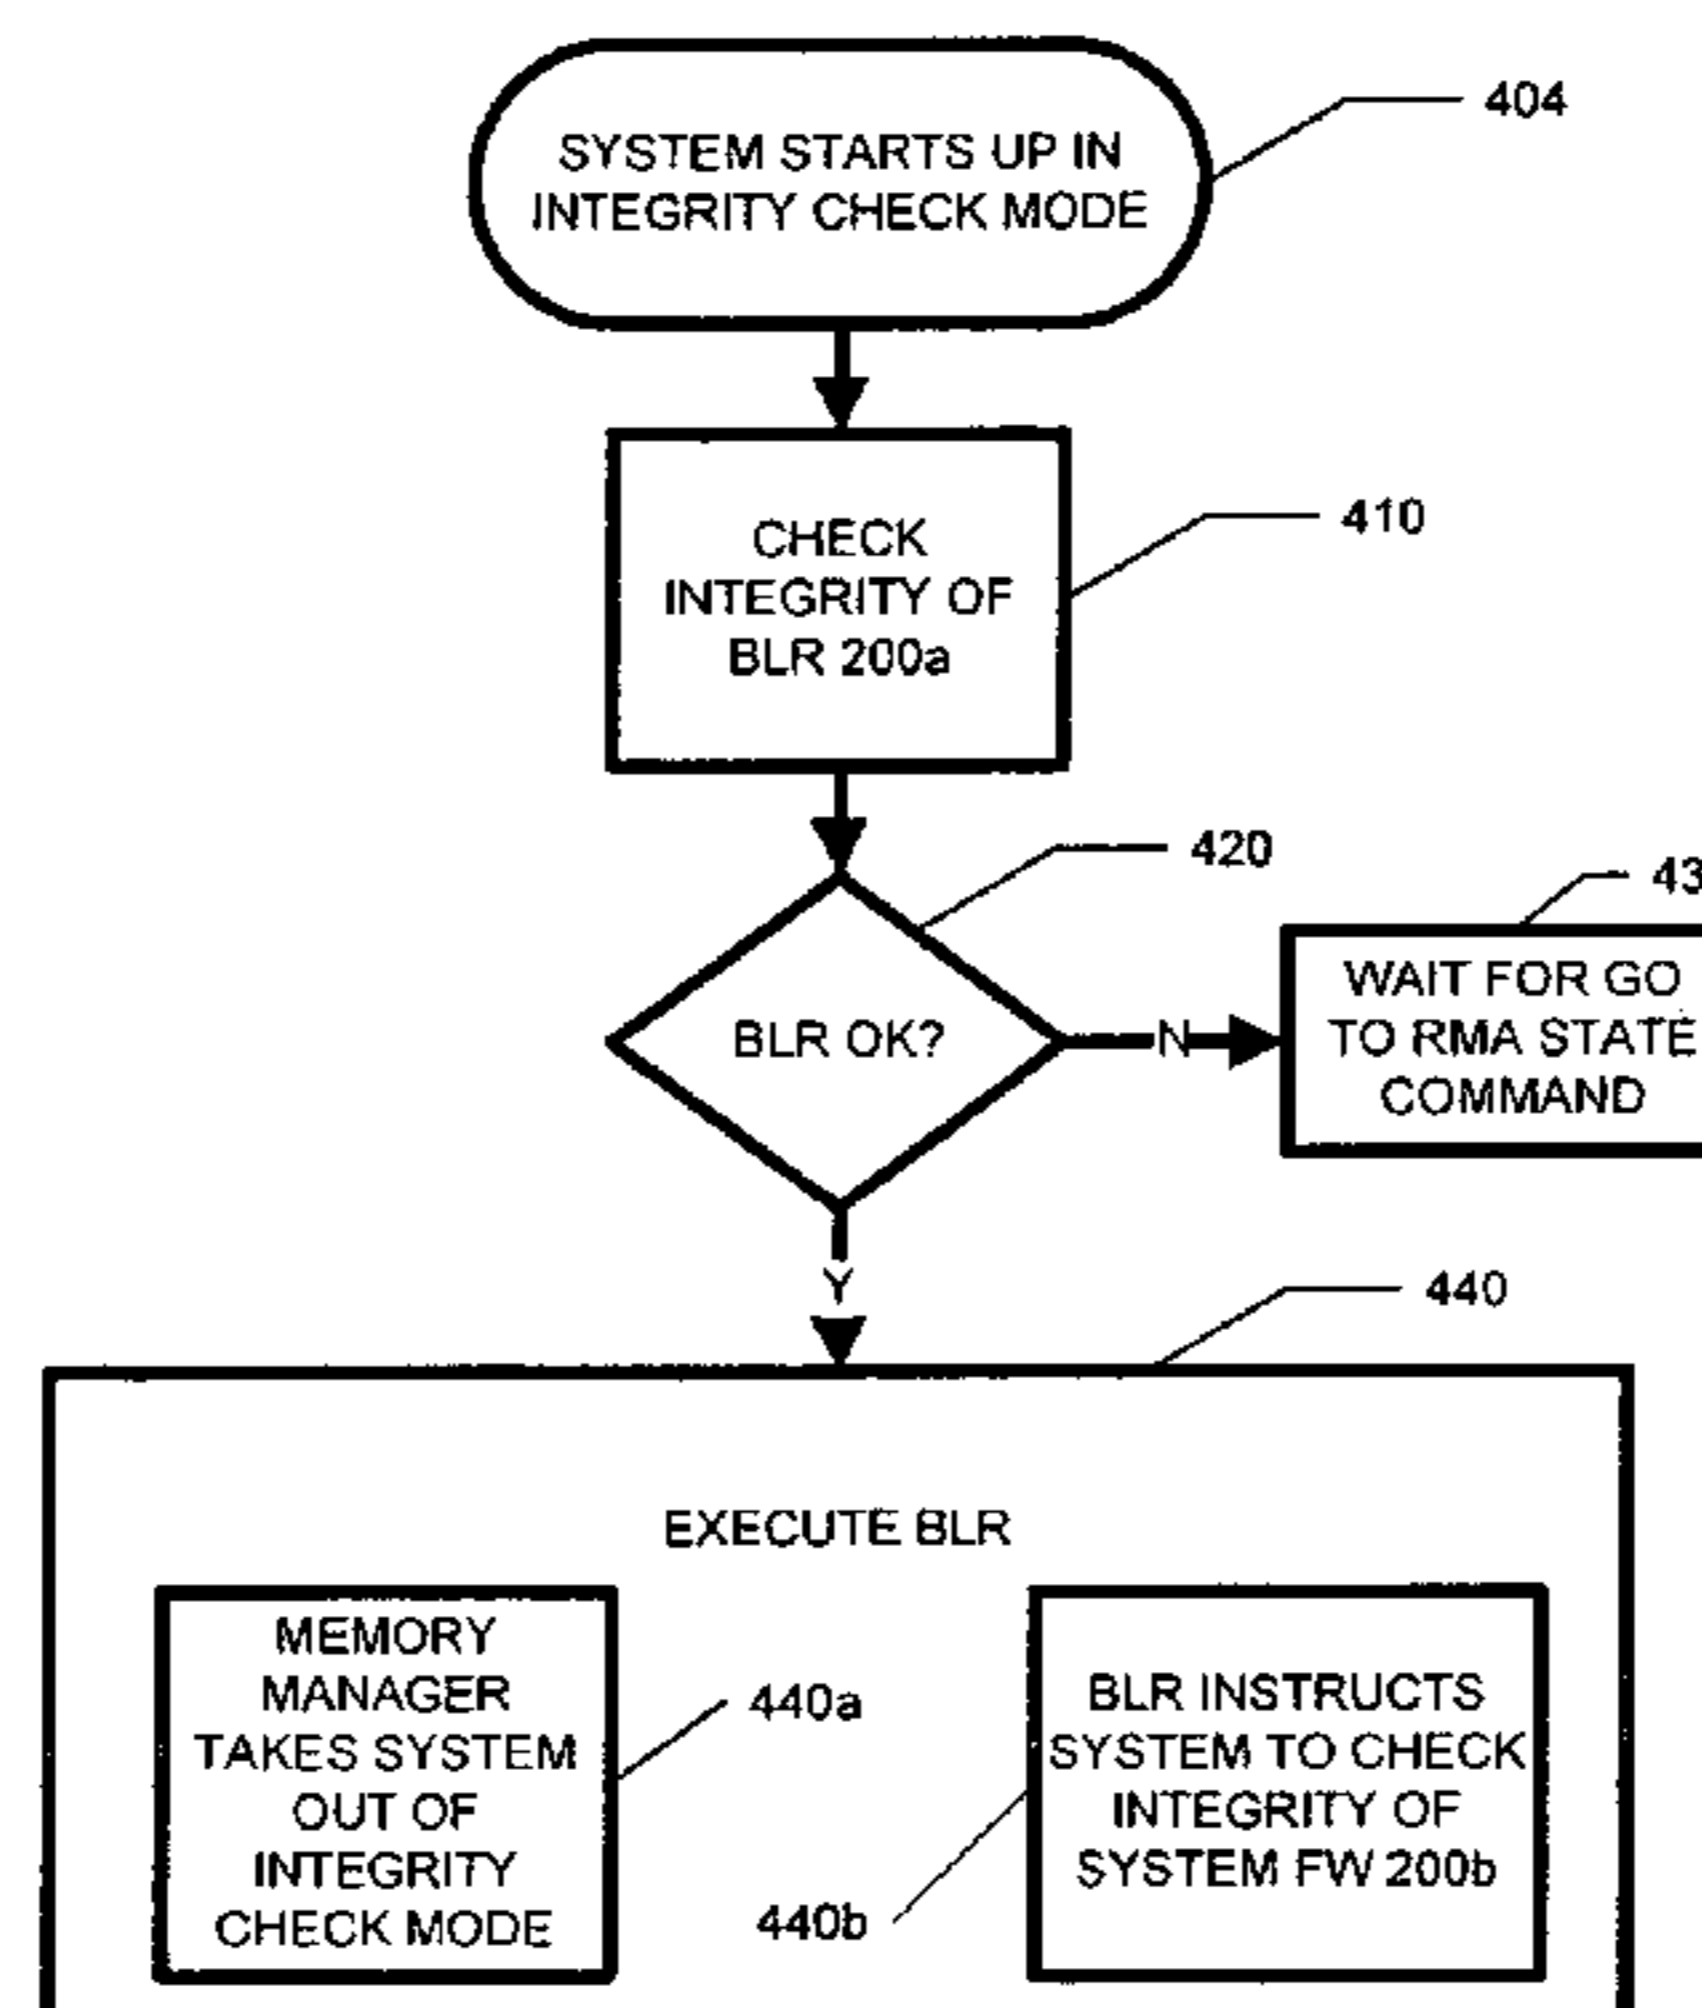 SYSTEM STARTS UP IN
INTEGRITY CHECK MODE
404
CHECK
INTEGRITY OF
BLR 200a
410
420
BLR OK?
N
WAIT FOR GO
TO RMA STATE
COMMAND
Y
440
EXECUTE BLR
MEMORY
MANAGER
TAKES SYSTEM
OUT OF
INTEGRITY
CHECK MODE
440a
BLR INSTRUCTS
SYSTEM TO CHECK
INTEGRITY OF
SYSTEM FW 200b
440b